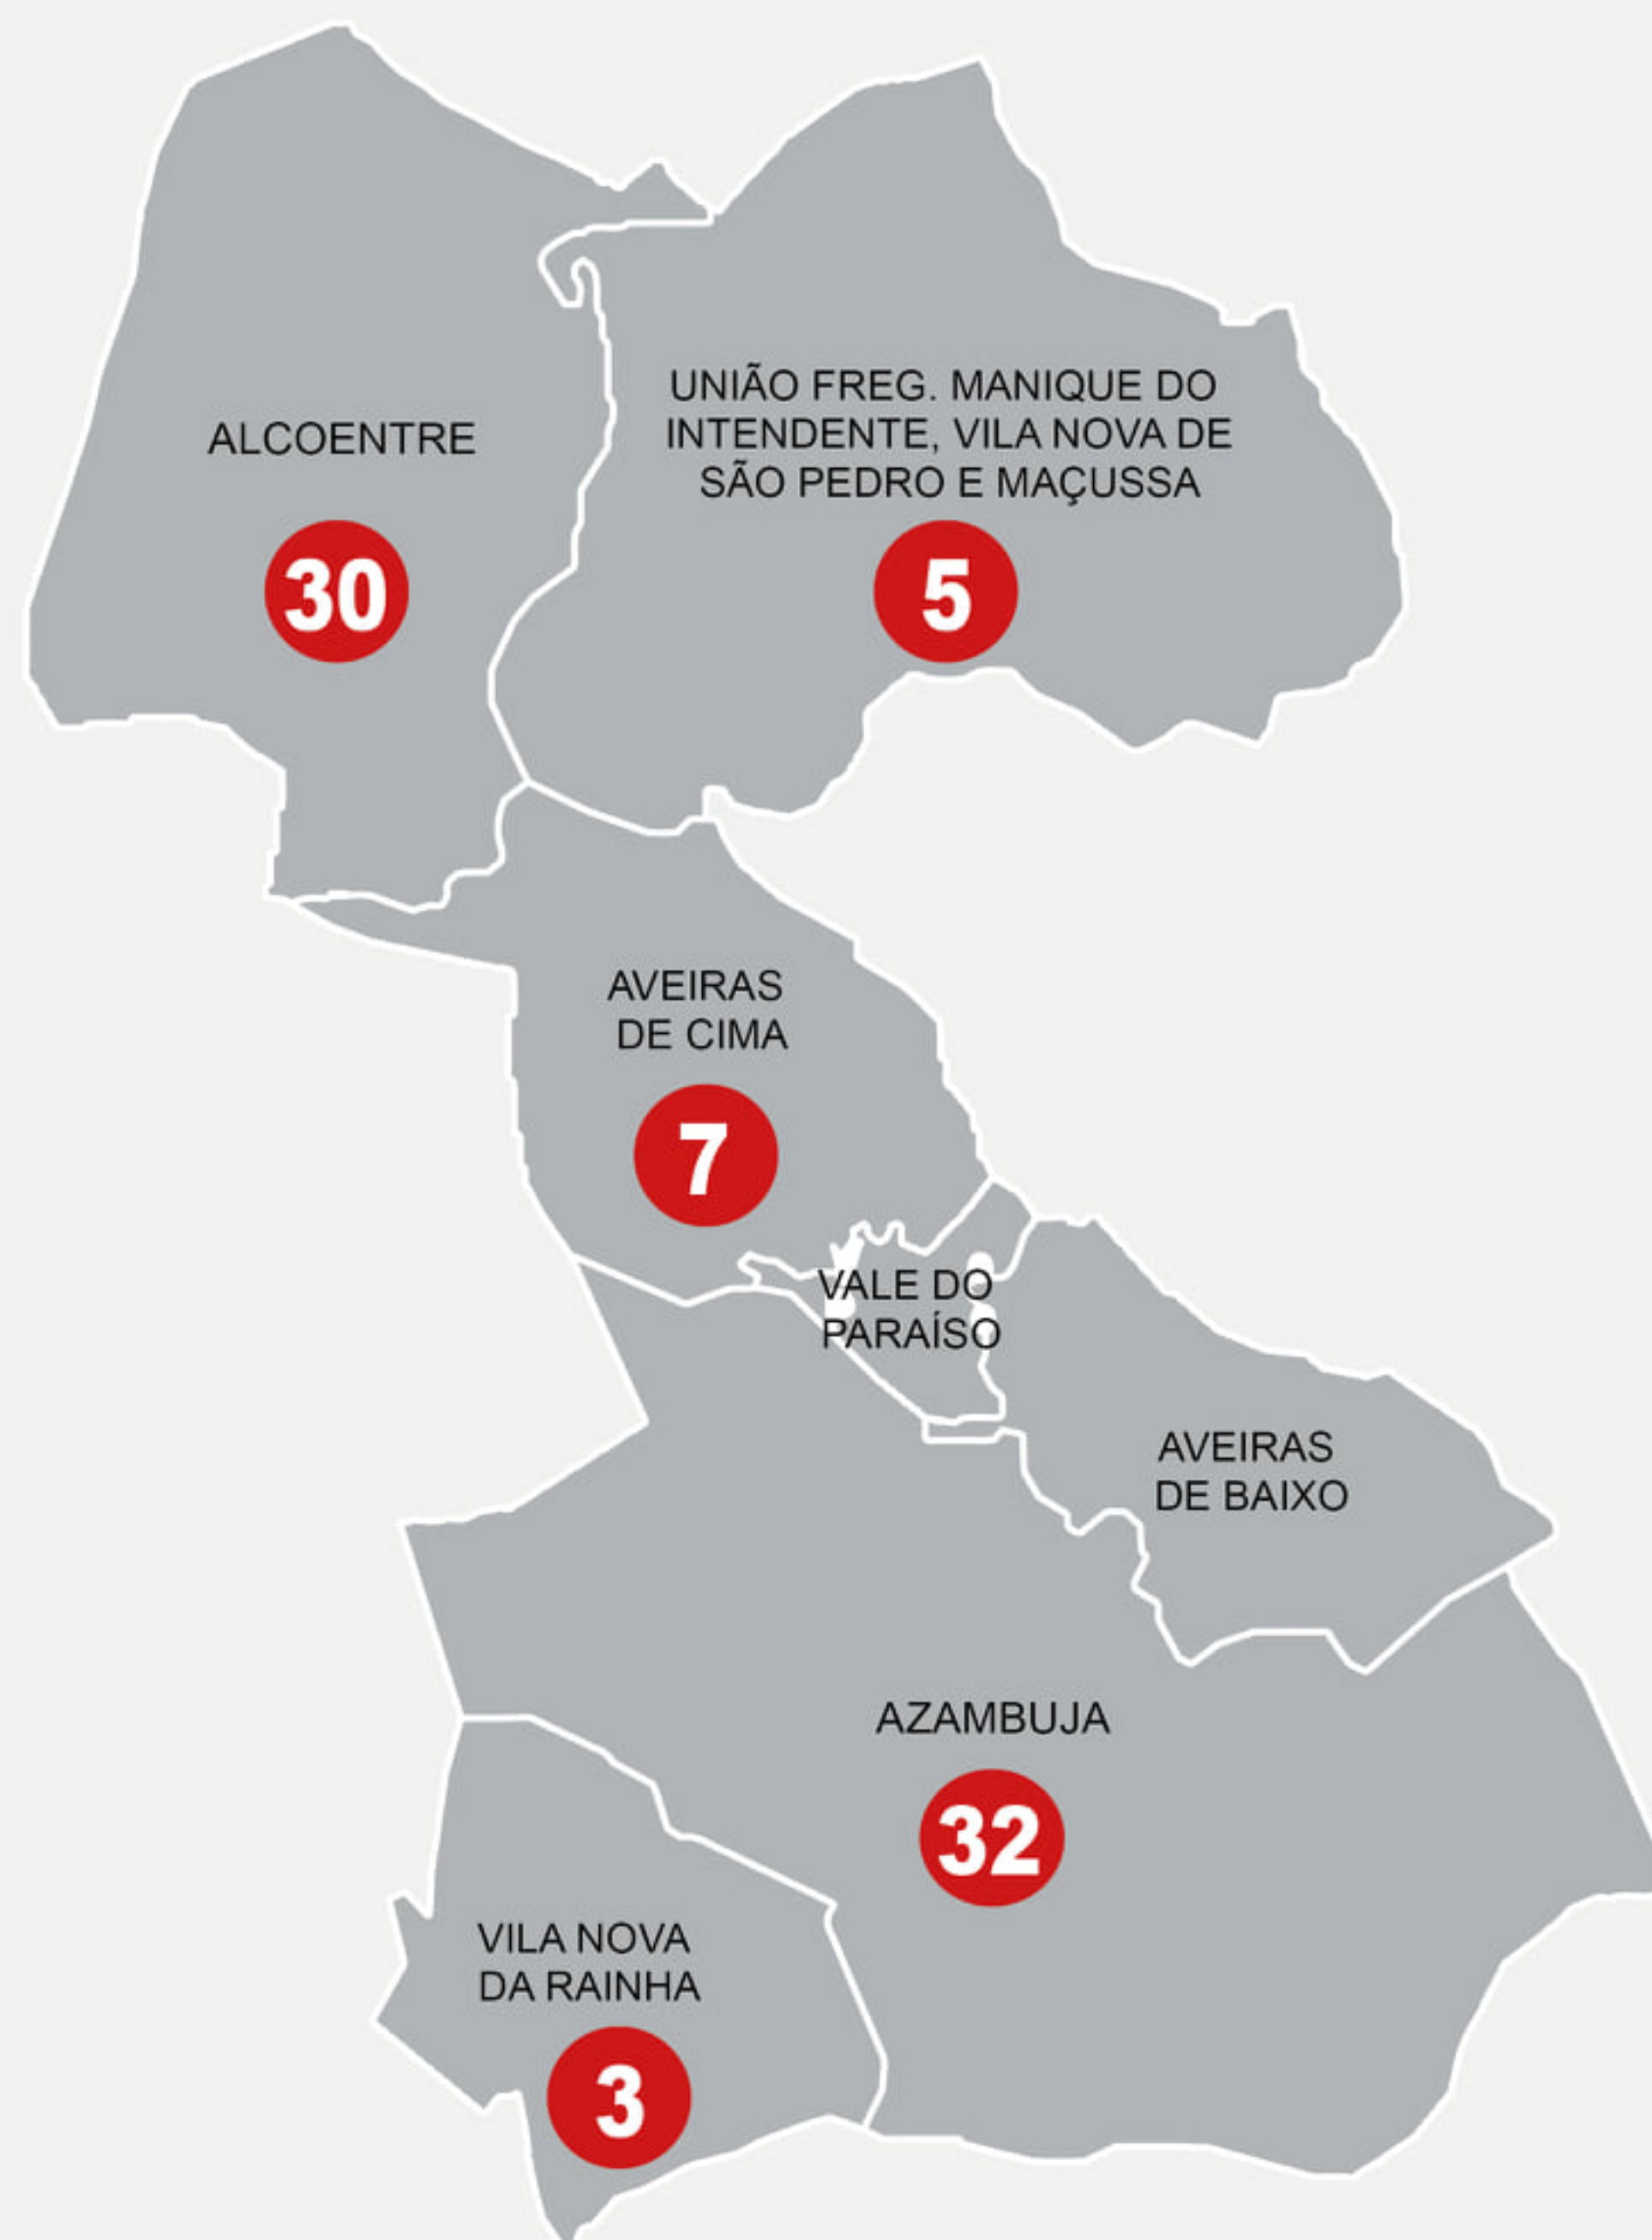 ALCOENTRE
30
UNIÃO FREG. MANIQUE DO
INTENDENTE, VILA NOVA DE
SÃO PEDRO E MAÇUSSA
5
AVEIRAS
DE CIMA
7
VALE DO
PARAÍSO
AVEIRAS
DE BAIXO
AZAMBUJA
32
VILA NOVA
DA RAINHA
3